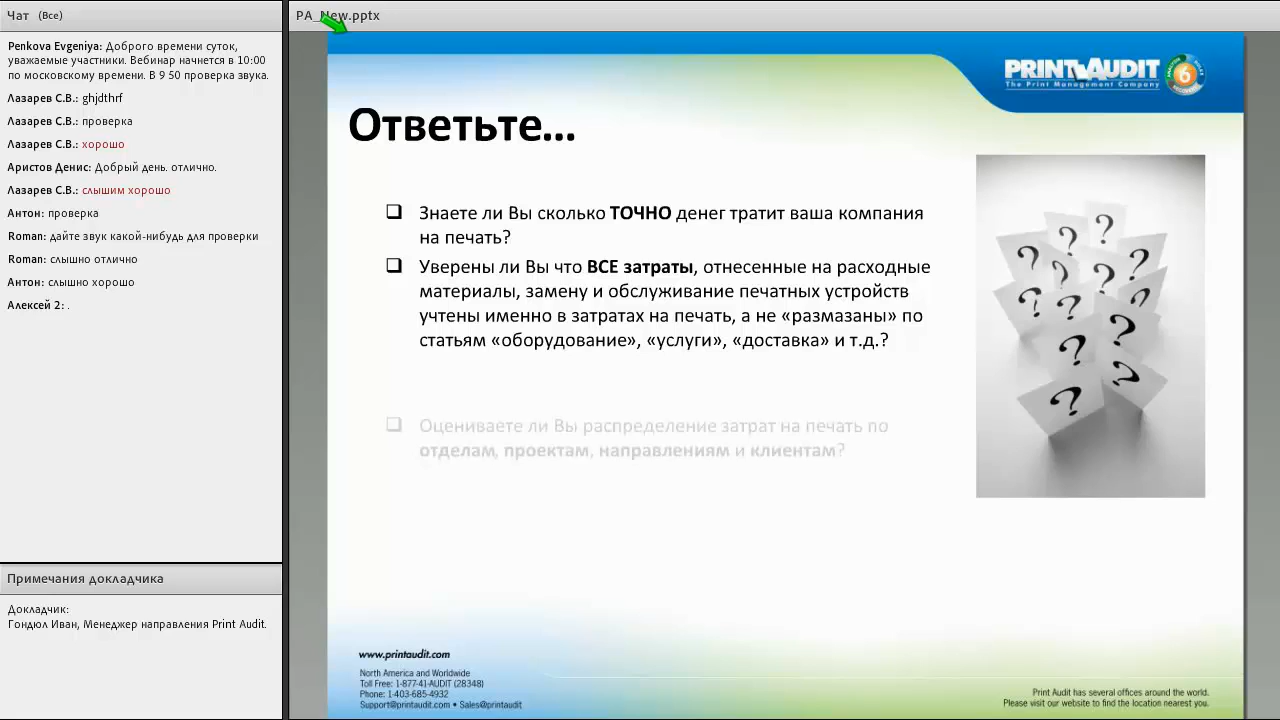 Чат (Все)
Penkova Evgeniya: Доброго времени суток,
уважаемые участники. Вебинар начнется в 10:00
по московскому времени. В 9 50 проверка звука.
Лазарев С.В.: ghjdthrf
Лазарев С.В.: проверка
Лазарев С.В.: хорошо
Аристов Денис: Добрый день. отлично.
Лазарев С.В.: слышим хорошо
Антон: проверка
Roman: дайте звук какой-нибудь для проверки
Roman: слышно отлично
Антон: слышно хорошо
Алексей 2: .
Примечания докладчика
Докладчик:
Гондюл Иван, Менеджер направления Print Audit.
PA_New.pptx
PRINT AUDIT 6
The Print Management Company
Ответьте...
Знаете ли Вы сколько ТОЧНО денег тратит ваша компания
на печать?
Уверены ли Вы что ВСЕ затраты, отнесенные на расходные
материалы, замену и обслуживание печатных устройств
учтены именно в затратах на печать, а не «размазаны» по
статьям «оборудование», «услуги», «доставка» и т.д.?
Оцениваете ли Вы распределение затрат на печать по
отделам, проектам, направлениям и клиентам?
? ? ? ? ? ? ? ? ? ? ? ? ?
www.printaudit.com
North America and Worldwide
Toll Free: 1-877-41-AUDIT (28348)
Phone: 1-403-685-4932
Support@printaudit.com • Sales@printaudit
Print Audit has several offices around the world.
Please visit our website to find the location nearest you.